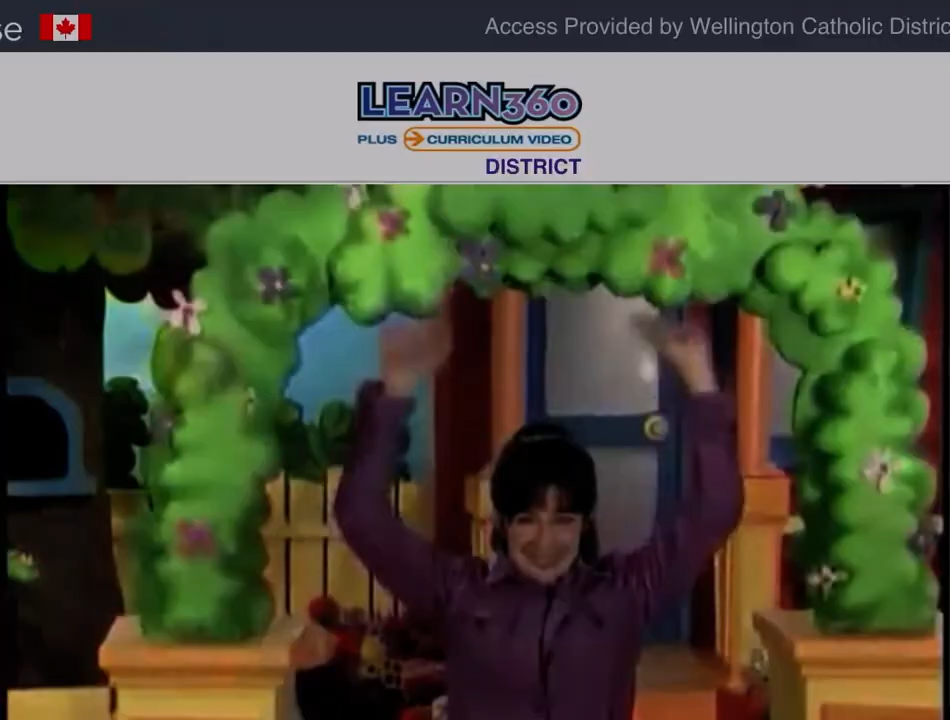 se
Access Provided by Wellington Catholic Distric
LEARN360
PLUS CURRICULUM VIDEO
DISTRICT